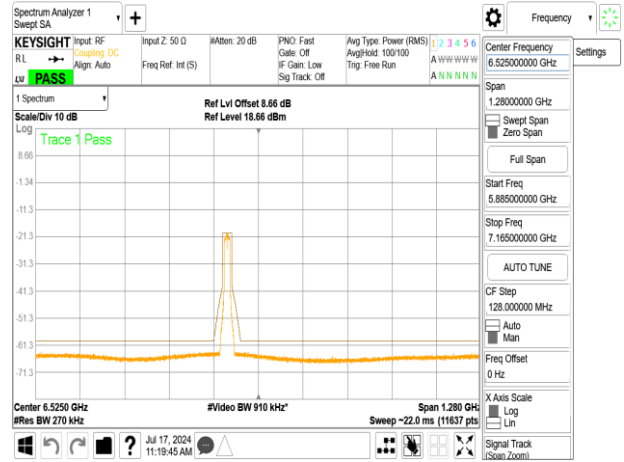 Spectrum Analyzer 1
Swept SA
+
Frequency
KEYSIGHT
Input: RF
Coupling: DC
Align: Auto
Input Z: 50 Ω
Freq Ref: Int (S)
#Atten: 20 dB
PNO: Fast
Gate: Off
IF Gain: Low
Sig Track: Off
Avg Type: Power (RMS)
Avg|Hold: 100/100
Trig: Free Run
1 2 3 4 5 6
A W W W W W
A N N N N N
R L
LW PASS
1 Spectrum
Scale/Div 10 dB
Ref Lvl Offset 8.66 dB
Ref Level 18.66 dBm
Log
Trace 1 Pass
8.66
-1.34
-11.3
-21.3
-31.3
-41.3
-51.3
-61.3
-71.3
Center 6.5250 GHz
#Res BW 270 kHz
#Video BW 910 kHz*
Span 1.280 GHz
Sweep ~22.0 ms (11637 pts
Jul 17, 2024
11:19:45 AM
?
Center Frequency
6.525000000 GHz
Settings
Span
1.28000000 GHz
Swept Span
Zero Span
Full Span
Start Freq
5.885000000 GHz
Stop Freq
7.165000000 GHz
AUTO TUNE
CF Step
128.000000 MHz
Auto
Man
Freq Offset
0 Hz
X Axis Scale
Log
Lin
Signal Track
(Span Zoom)